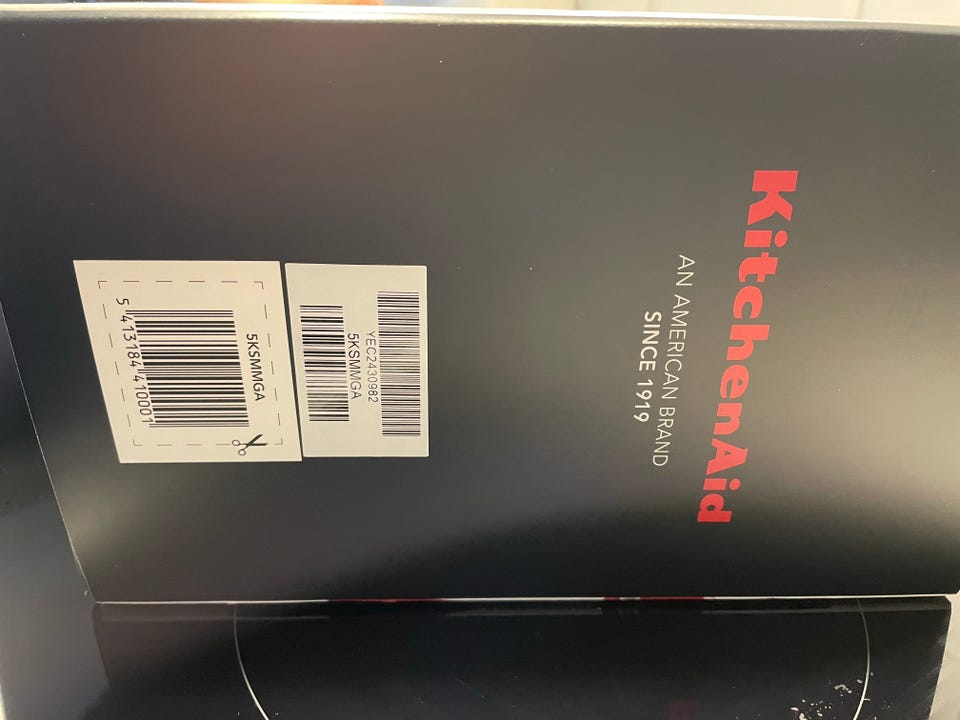 KitchenAid
AN AMERICAN BRAND
SINCE 1919
YEC2430982
5KSMMGA
5KSMMGA
5 413184 410001